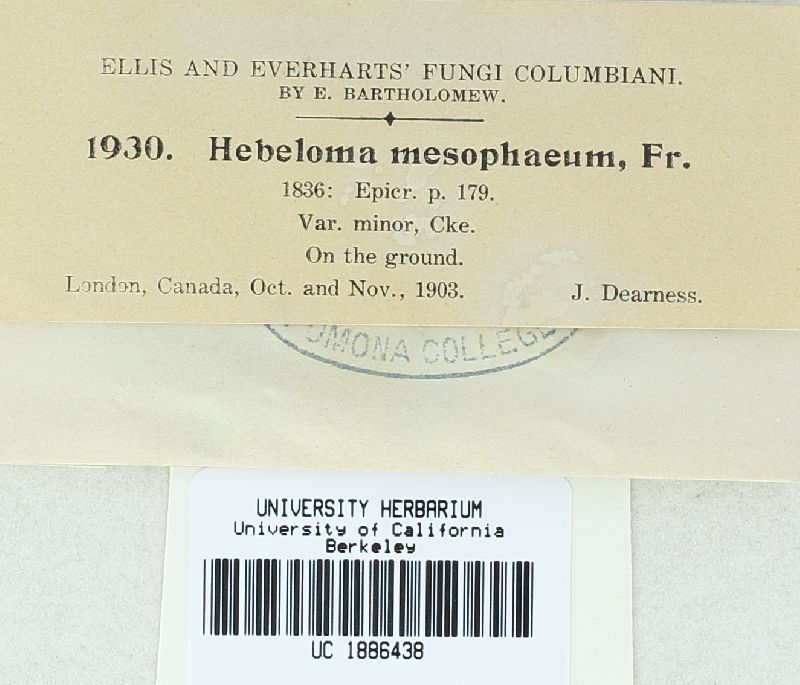 ELLIS AND EVERHARTS' FUNGI COLUMBIANI.
BY E. BARTHOLOMEW.
1930. Hebeloma mesophaeum, Fr.
1836: Epicr. p. 179.
Var. minor, Cke.
On the ground.
London, Canada, Oct. and Nov., 1903. J. Dearness.
POMONA COLLEGE
UNIVERSITY HERBARIUM
University of California
Berkeley
UC 1886438